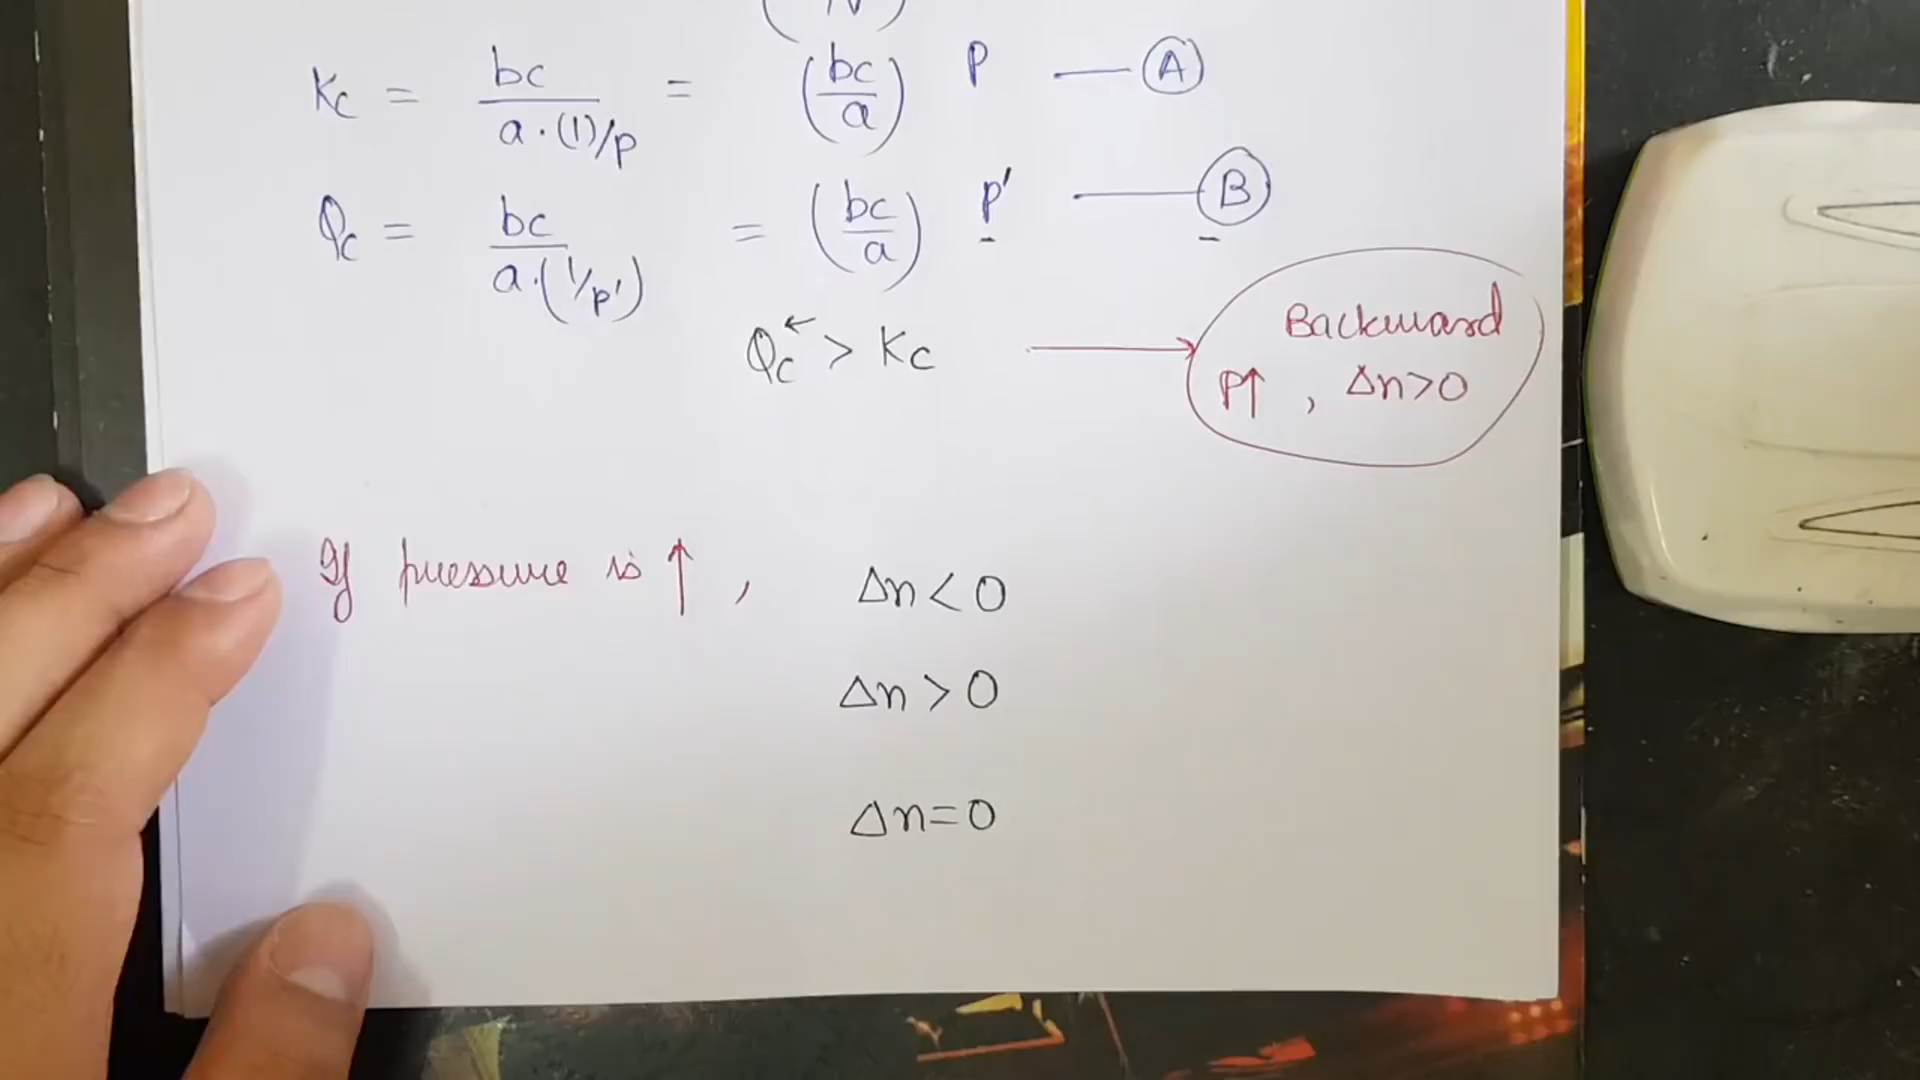 Kc = bc / a·(1)/p = (bc/a) P — A
Qc = bc / a·(1/p') = (bc/a) p' — B
Qc > Kc → Backward
P↑, Δn>0
If pressure is ↑, Δn<0
Δn>0
Δn=0